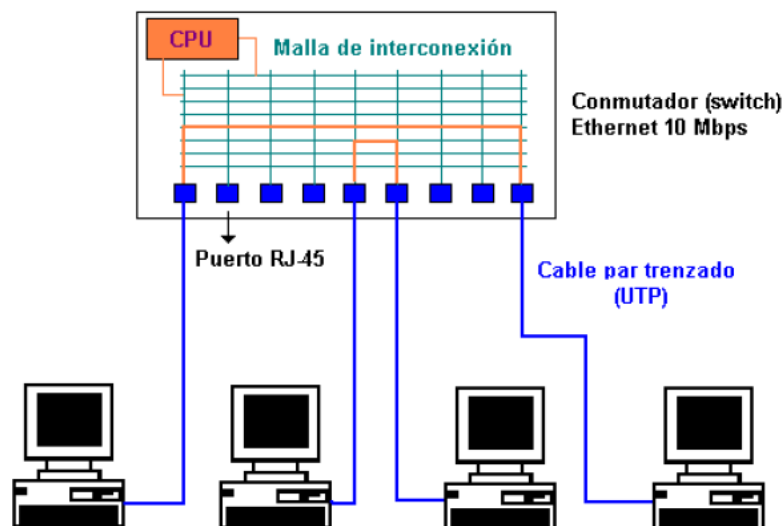 CPU
Malla de interconexión
Conmutador (switch)
Ethernet 10 Mbps
Puerto RJ-45
Cable par trenzado
(UTP)